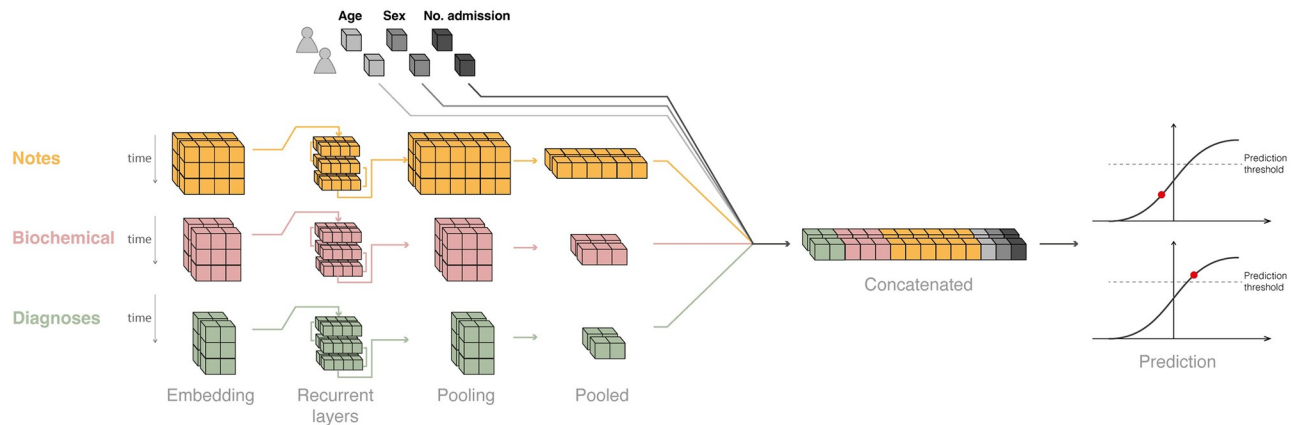 Age Sex No. admission
Notes
time
Biochemical
time
Diagnoses
time
Embedding
Recurrent
layers
Pooling
Pooled
Concatenated
Prediction
threshold
Prediction
threshold
Prediction